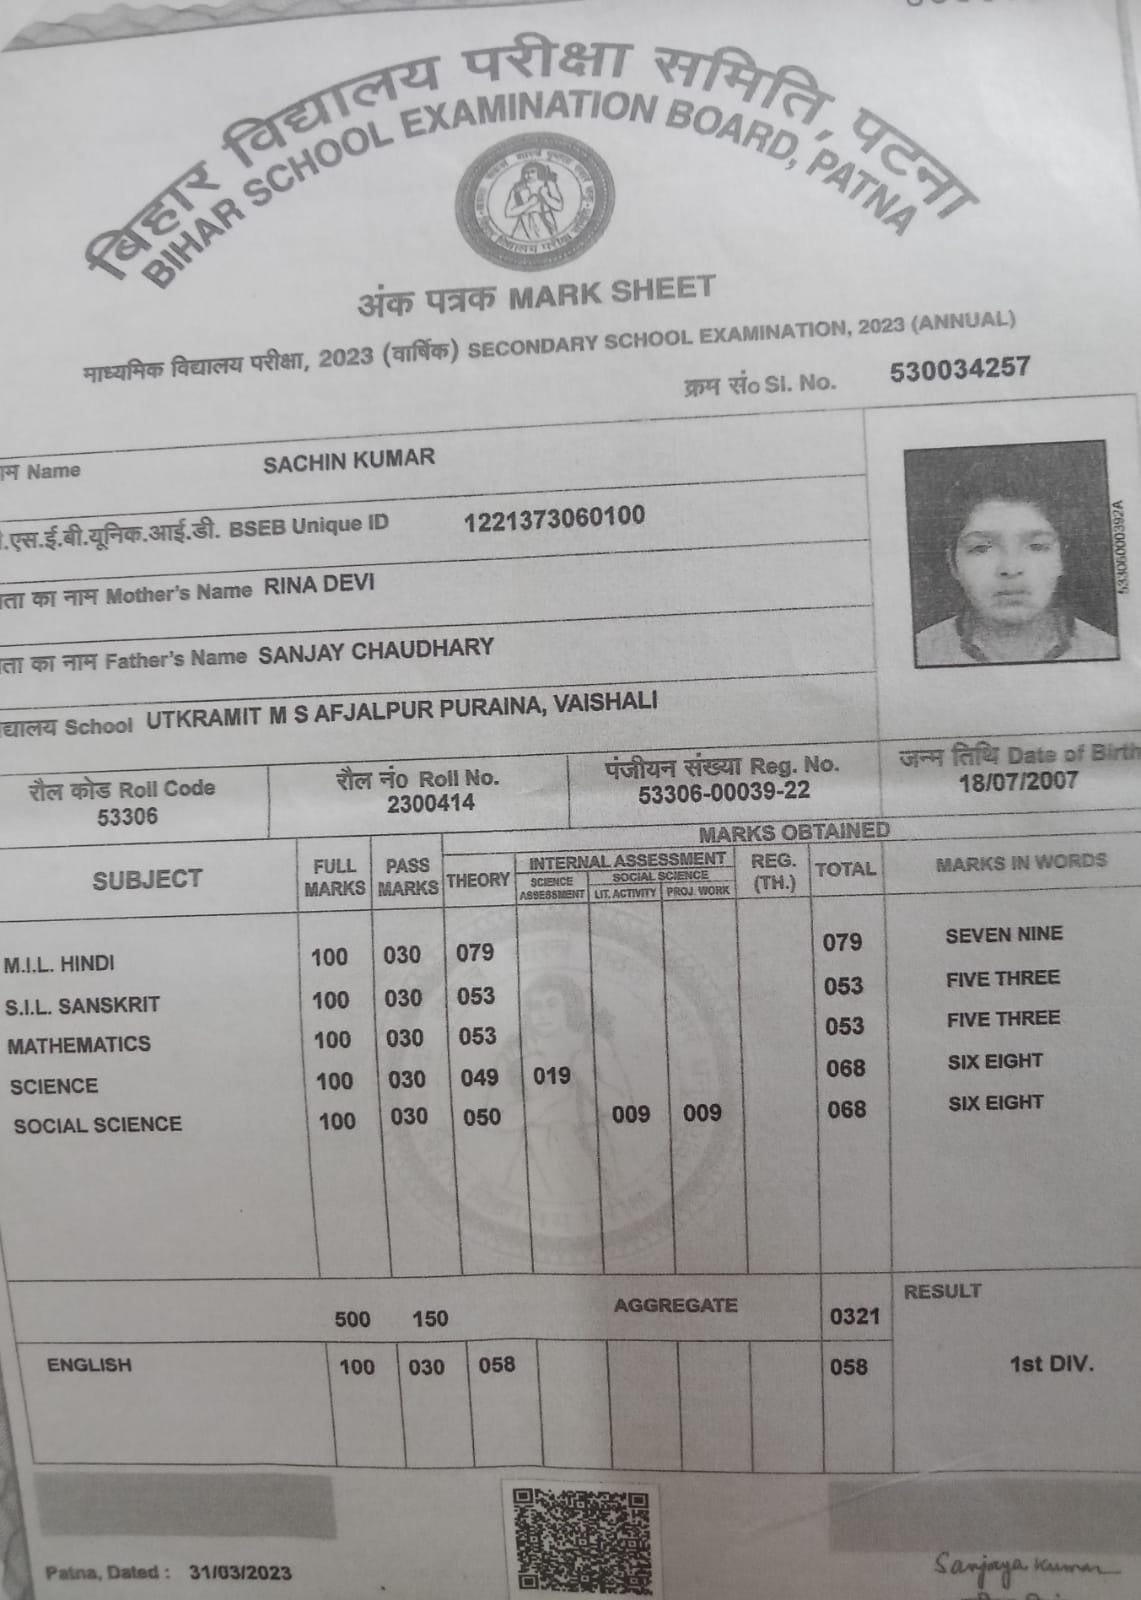 बिहार विद्यालय परीक्षा समिति, पटना
BIHAR SCHOOL EXAMINATION BOARD, PATNA
अंक पत्रक MARK SHEET
माध्यमिक विद्यालय परीक्षा, 2023 (वार्षिक) SECONDARY SCHOOL EXAMINATION, 2023 (ANNUAL)
क्रम सं० Sl. No. 530034257
Name SACHIN KUMAR
.एस.ई.बी.यूनिक.आई.डी. BSEB Unique ID 1221373060100
का नाम Mother's Name RINA DEVI
का नाम Father's Name SANJAY CHAUDHARY
School UTKRAMIT M S AFJALPUR PURAINA, VAISHALI
53306000392A
रौल कोड Roll Code रौल नं० Roll No. पंजीयन संख्या Reg. No. जन्म तिथि Date of Birth
53306 2300414 53306-00039-22 18/07/2007
MARKS OBTAINED
SUBJECT FULL MARKS PASS MARKS THEORY INTERNAL ASSESSMENT REG. (TH.) TOTAL MARKS IN WORDS
SCIENCE ASSESSMENT SOCIAL SCIENCE
LIT. ACTIVITY PROJ. WORK
M.I.L. HINDI 100 030 079 079 SEVEN NINE
S.I.L. SANSKRIT 100 030 053 053 FIVE THREE
MATHEMATICS 100 030 053 053 FIVE THREE
SCIENCE 100 030 049 019 068 SIX EIGHT
SOCIAL SCIENCE 100 030 050 009 009 068 SIX EIGHT
500 150 AGGREGATE 0321 RESULT
ENGLISH 100 030 058 058 1st DIV.
Patna, Dated : 31/03/2023
Sanjaya Kumar